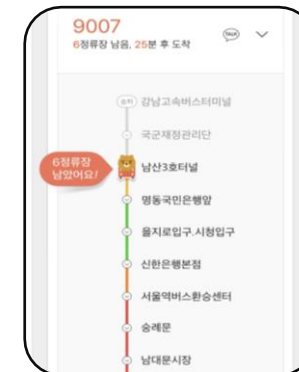 9007
6정류장 남음, 25분 후 도착
TALK
승차 강남고속버스터미널
국군재정관리단
6정류장
남았어요!
남산3호터널
명동국민은행앞
을지로입구.시청입구
신한은행본점
서울역버스환승센터
숭례문
남대문시장